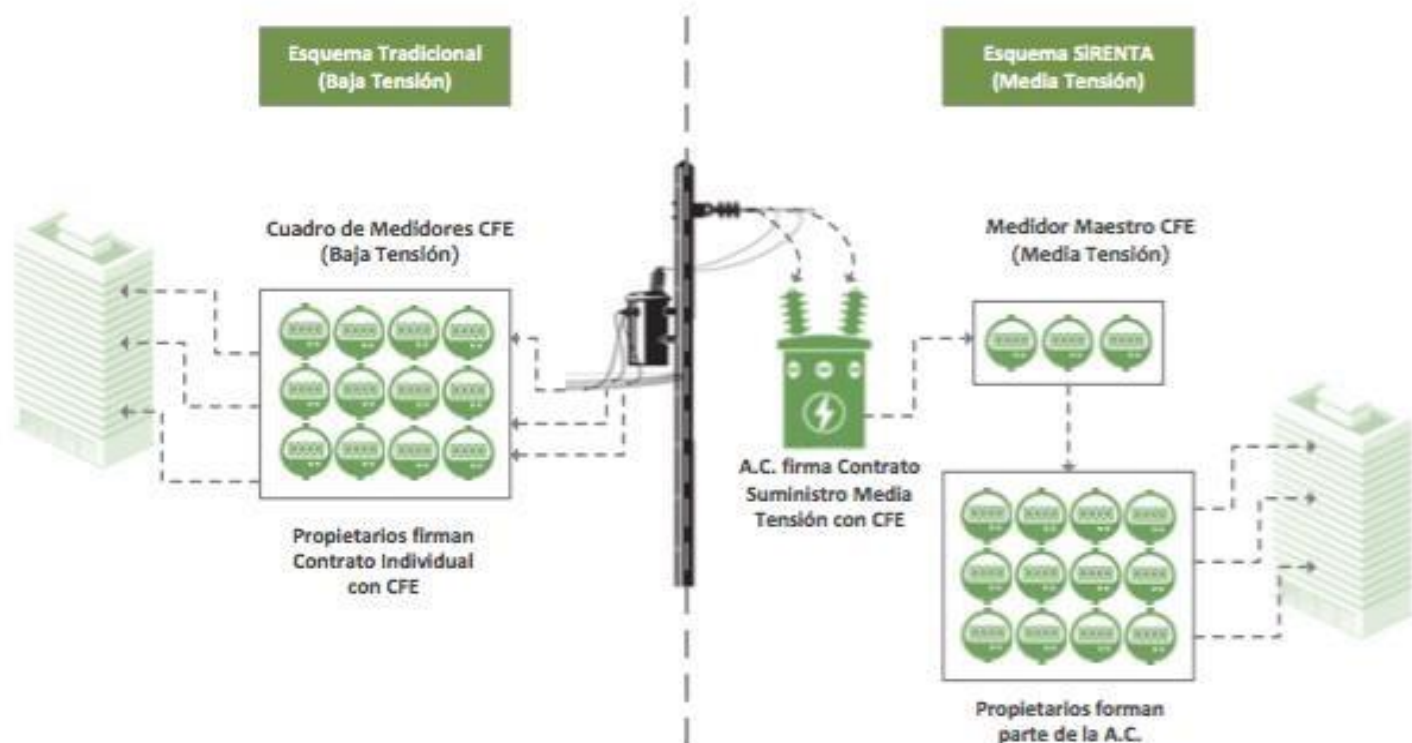 Esquema Tradicional
(Baja Tensión)
Esquema SiRENTA
(Media Tensión)
Cuadro de Medidores CFE
(Baja Tensión)
Medidor Maestro CFE
(Media Tensión)
A.C. firma Contrato
Suministro Media
Tensión con CFE
Propietarios firman
Contrato Individual
con CFE
Propietarios forman
parte de la A.C.